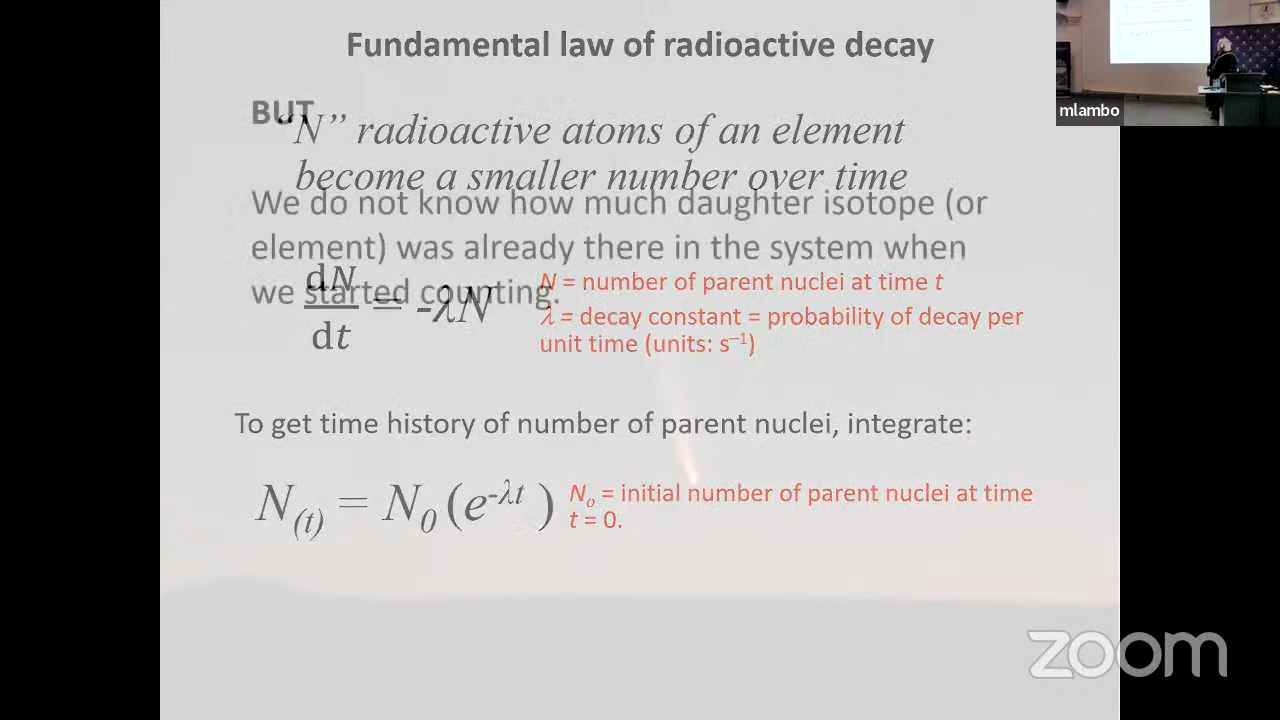 Fundamental law of radioactive decay
BUT
“N” radioactive atoms of an element
become a smaller number over time
We do not know how much daughter isotope (or
element) was already there in the system when
we started counting.
dN/dt = -λN
N = number of parent nuclei at time t
λ = decay constant = probability of decay per
unit time (units: s⁻¹)
To get time history of number of parent nuclei, integrate:
N₍t₎ = N₀(e^-λt)
Nₒ = initial number of parent nuclei at time
t = 0.
mlambo
zoom